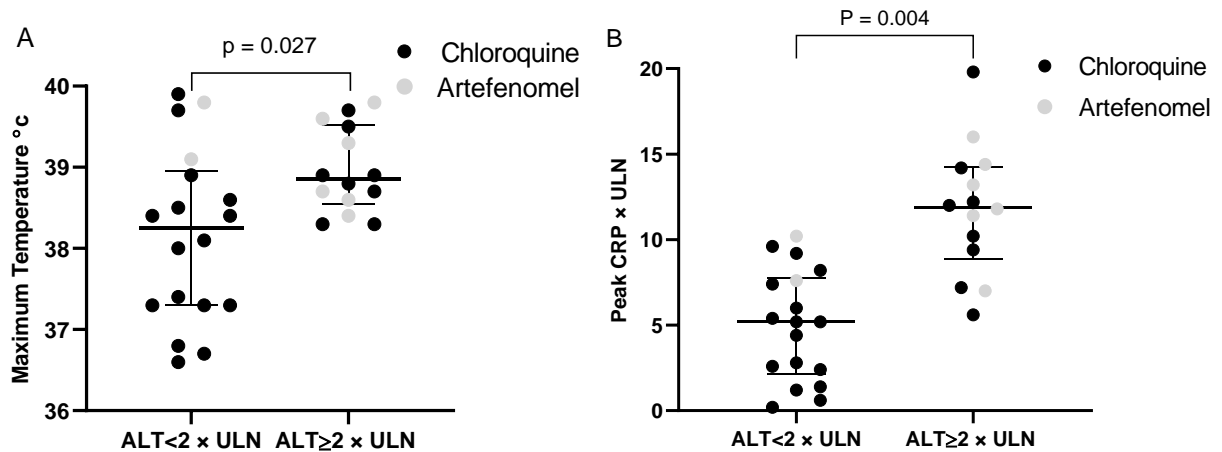 A
p = 0.027
Chloroquine
Artefenomel
Maximum Temperature °c
40
39
38
37
36
ALT<2 × ULN ALT≥2 × ULN
B
P = 0.004
Chloroquine
Artefenomel
Peak CRP × ULN
20
15
10
5
0
ALT<2 × ULN ALT≥2 × ULN